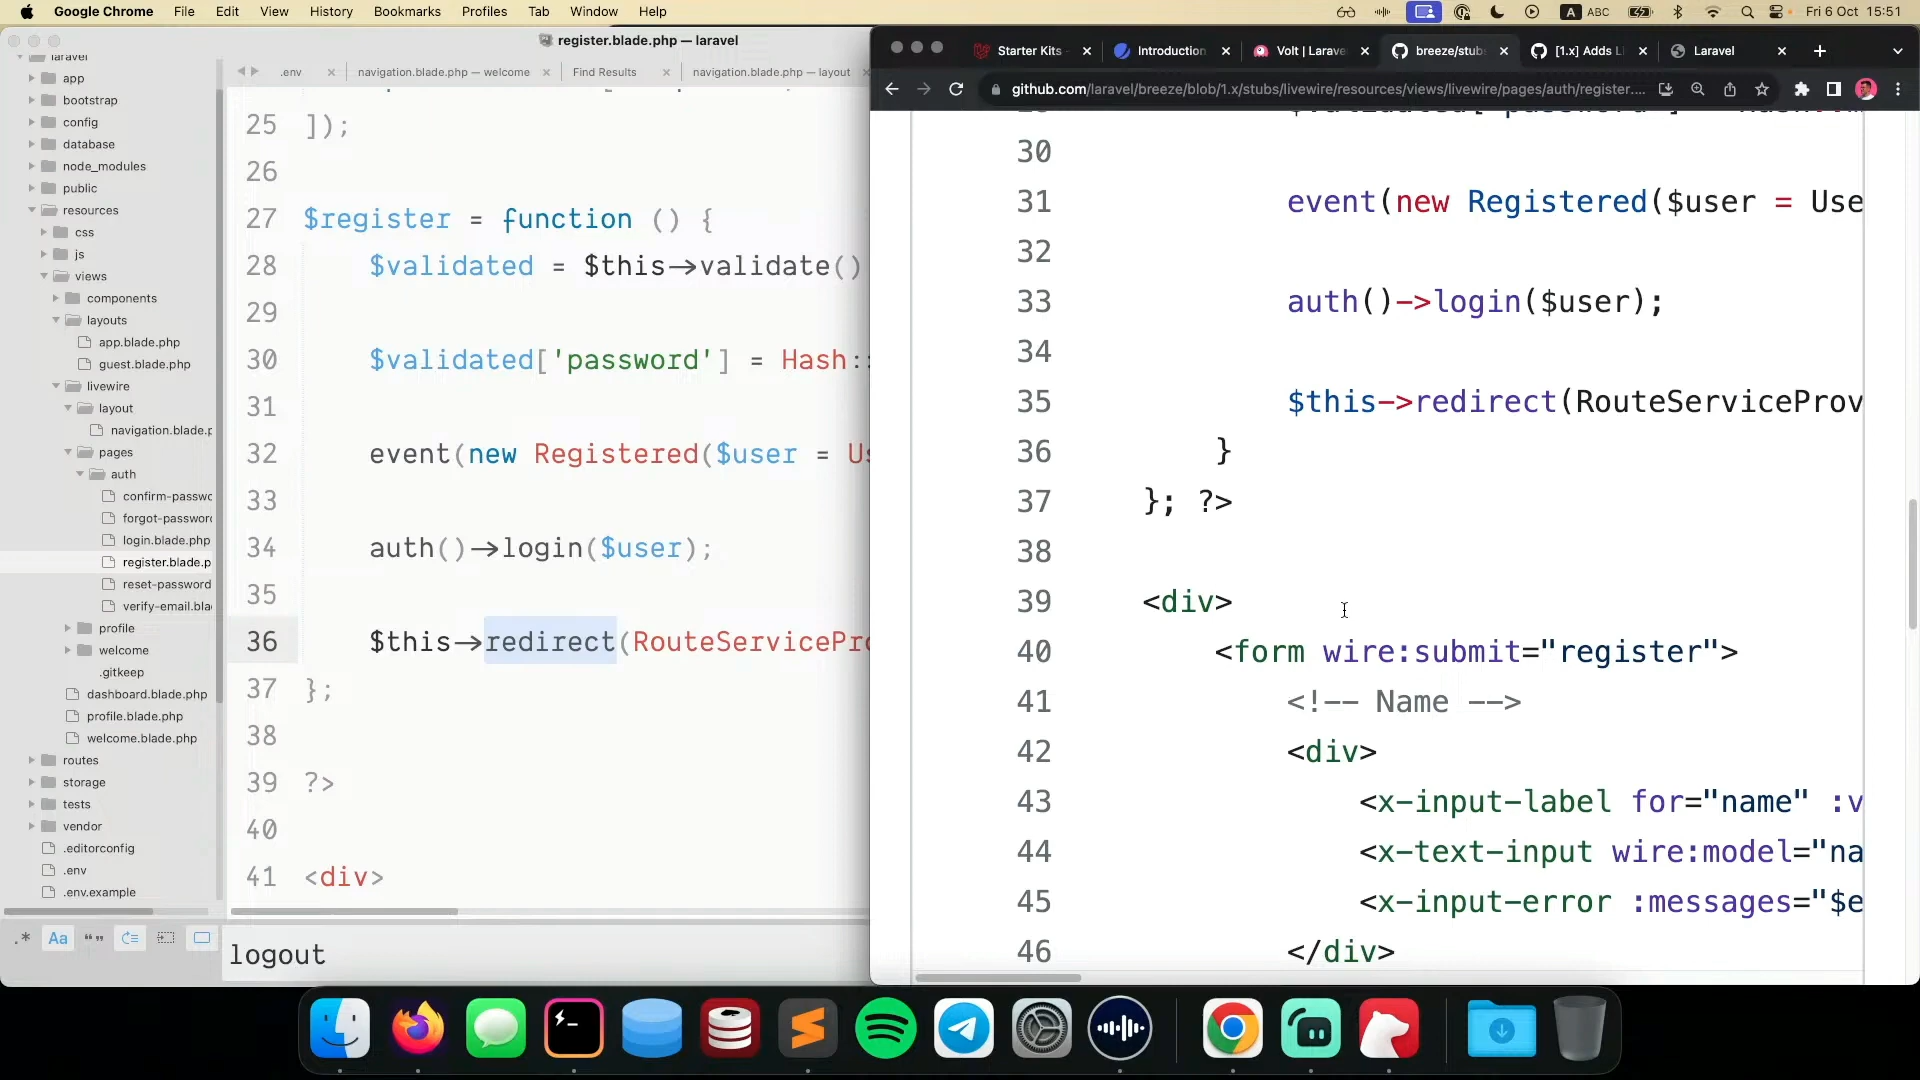 Google Chrome File Edit View History Bookmarks Profiles Tab Window Help A ABC Fri 6 Oct 15:51
register.blade.php — laravel
.env navigation.blade.php — welcome Find Results navigation.blade.php — layout
laravel
app
bootstrap
config
database
node_modules
public
resources
css
js
views
components
layouts
app.blade.php
guest.blade.php
livewire
layout
navigation.blade.p
pages
auth
confirm-passwo
forgot-password
login.blade.php
register.blade.p
reset-password
verify-email.bla
profile
welcome
.gitkeep
dashboard.blade.php
profile.blade.php
welcome.blade.php
routes
storage
tests
vendor
.editorconfig
.env
.env.example
25 ]);
26
27 $register = function () {
28 $validated = $this->validate()
29
30 $validated['password'] = Hash::
31
32 event(new Registered($user = Us
33
34 auth()->login($user);
35
36 $this->redirect(RouteServicePro
37 };
38
39 ?>
40
41 <div>
.* Aa
logout
Starter Kits Introduction Volt | Larave breeze/stubs [1.x] Adds Li Laravel
github.com/laravel/breeze/blob/1.x/stubs/livewire/resources/views/livewire/pages/auth/register....
30
31 event(new Registered($user = Use
32
33 auth()->login($user);
34
35 $this->redirect(RouteServiceProv
36 }
37 }; ?>
38
39 <div>
40 <form wire:submit="register">
41 <!-- Name -->
42 <div>
43 <x-input-label for="name" :v
44 <x-text-input wire:model="na
45 <x-input-error :messages="$e
46 </div>